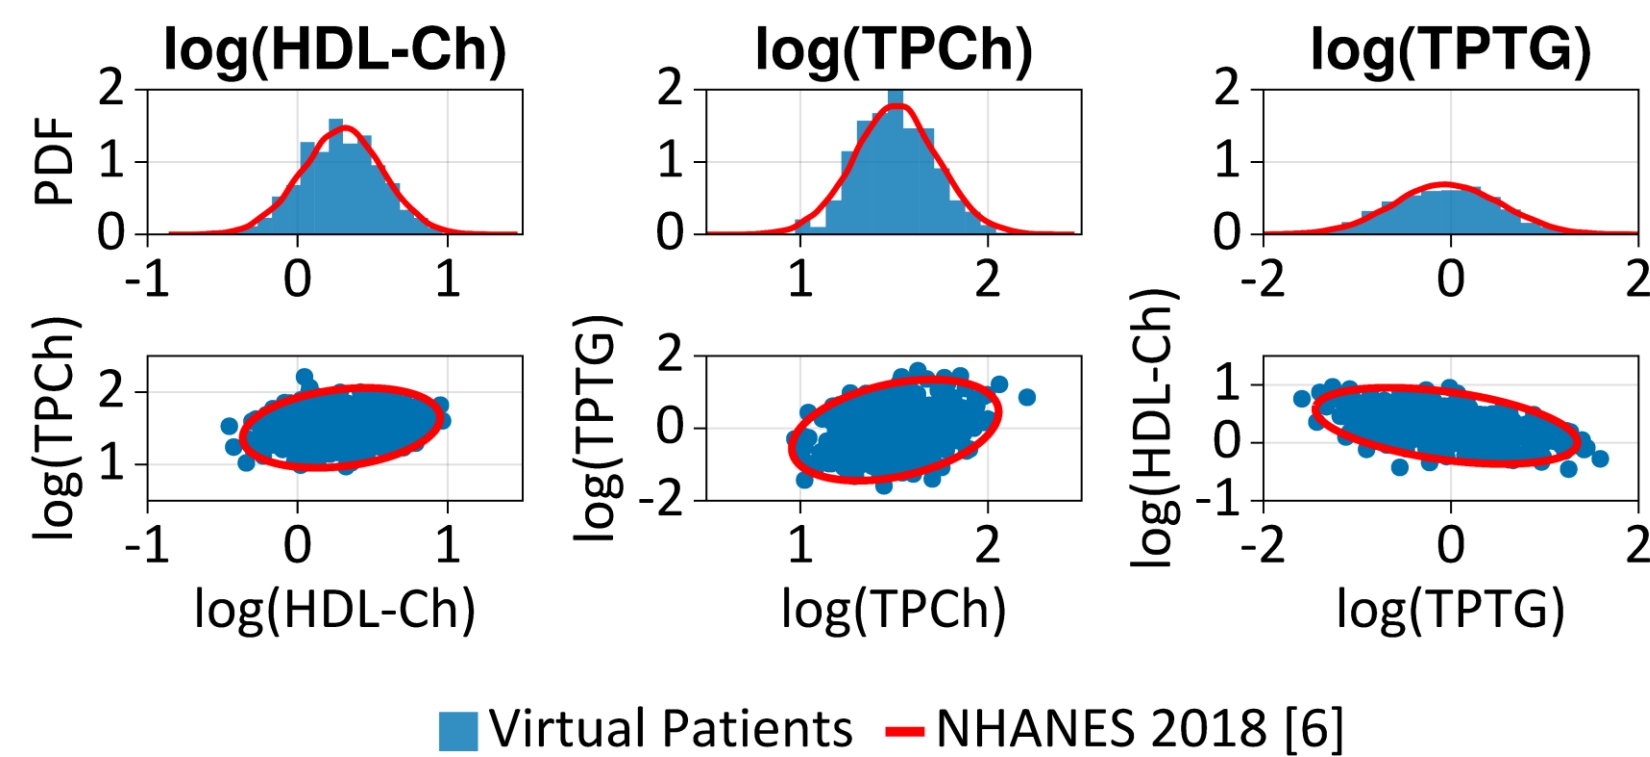 log(HDL-Ch) log(TPCh) log(TPTG)
PDF
2 1 0
-1 0 1
2 1 0
1 2
2 1 0
-2 0 2
log(TPCh)
2 1
-1 0 1
log(HDL-Ch)
log(TPTG)
2 0 -2
1 2
log(TPCh)
log(HDL-Ch)
1 0 -1
-2 0 2
log(TPTG)
Virtual Patients NHANES 2018 [6]